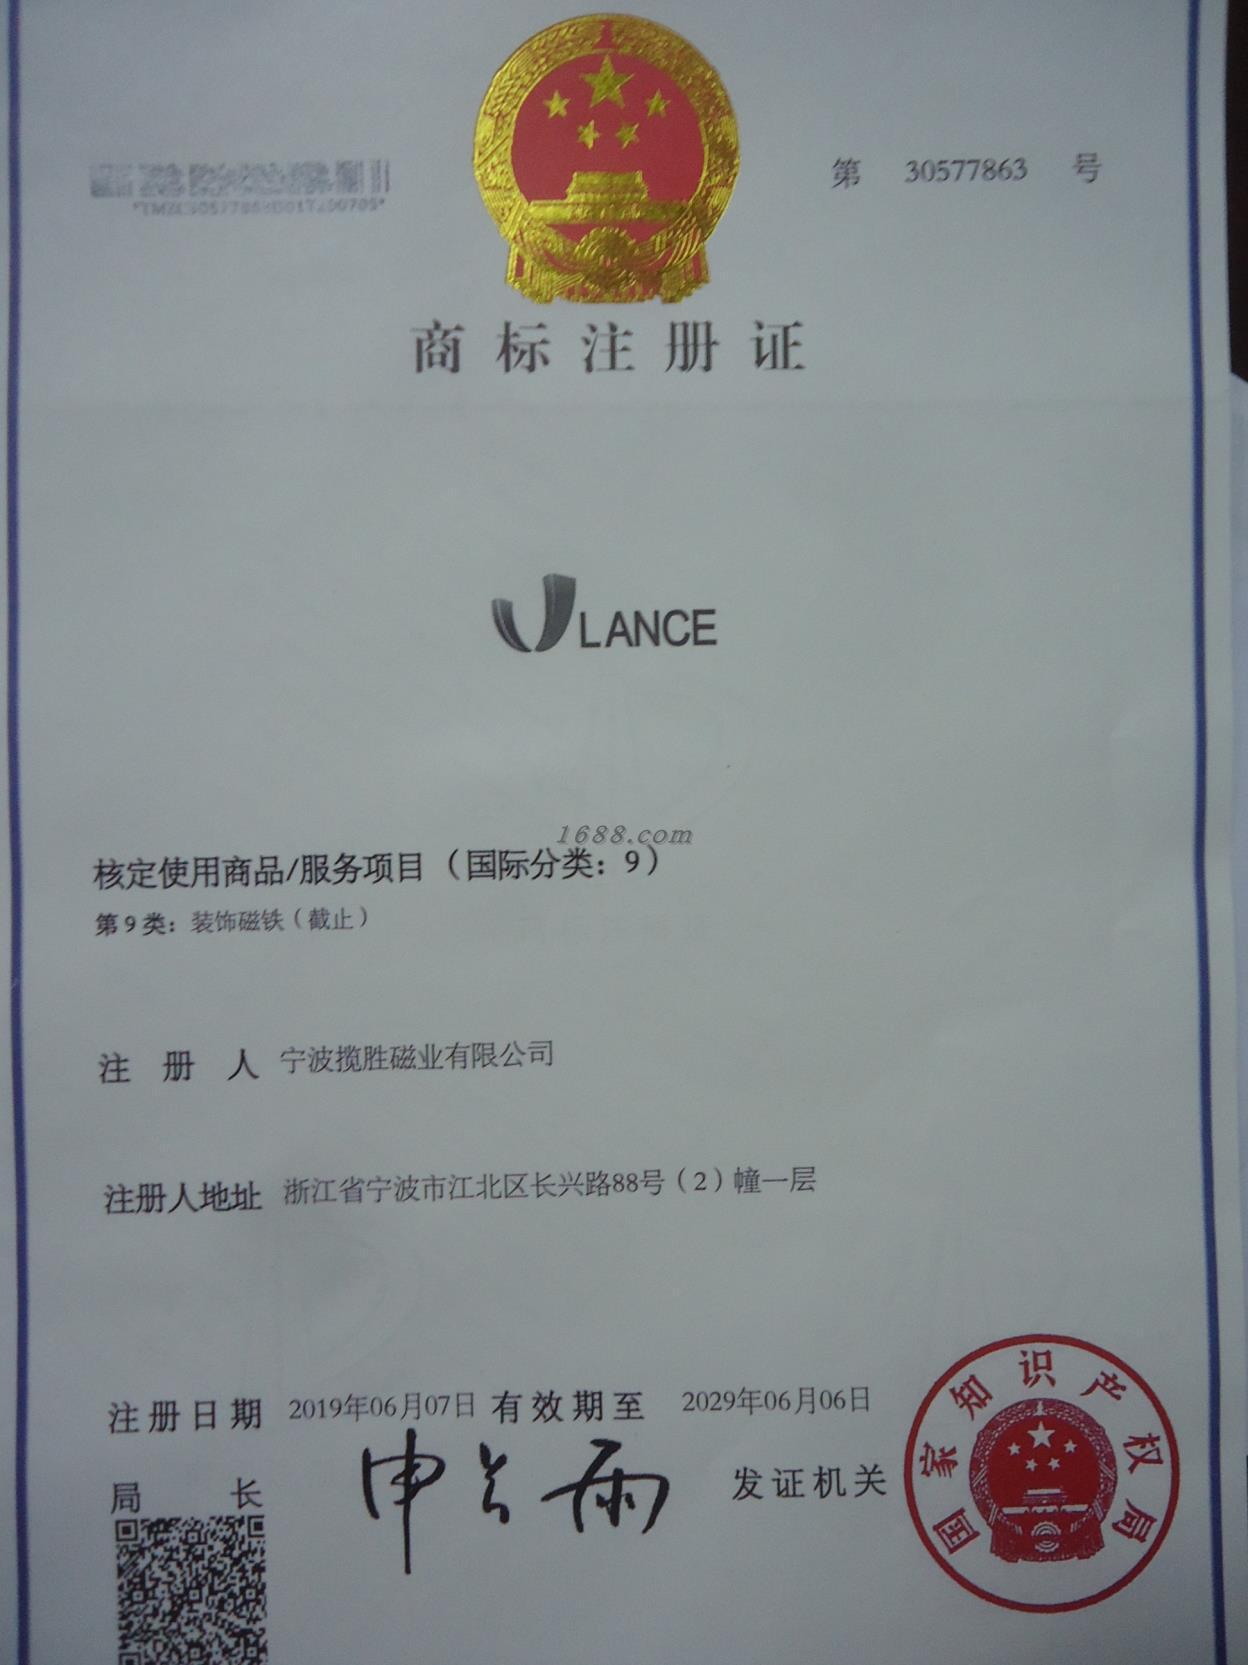 第 30577863 号
商标注册证
LANCE
1688.com
核定使用商品/服务项目（国际分类：9）
第9类：装饰磁铁（截止）
注册人 宁波揽胜磁业有限公司
注册人地址 浙江省宁波市江北区长兴路88号（2）幢一层
注册日期 2019年06月07日 有效期至 2029年06月06日
局长 申长雨 发证机关
国家知识产权局